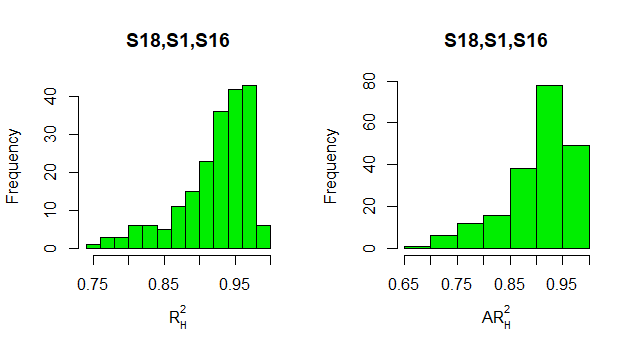 S18,S1,S16
Frequency
0 10 20 30 40
0.75 0.85 0.95
R_H^2
S18,S1,S16
Frequency
0 20 40 60 80
0.65 0.75 0.85 0.95
AR_H^2